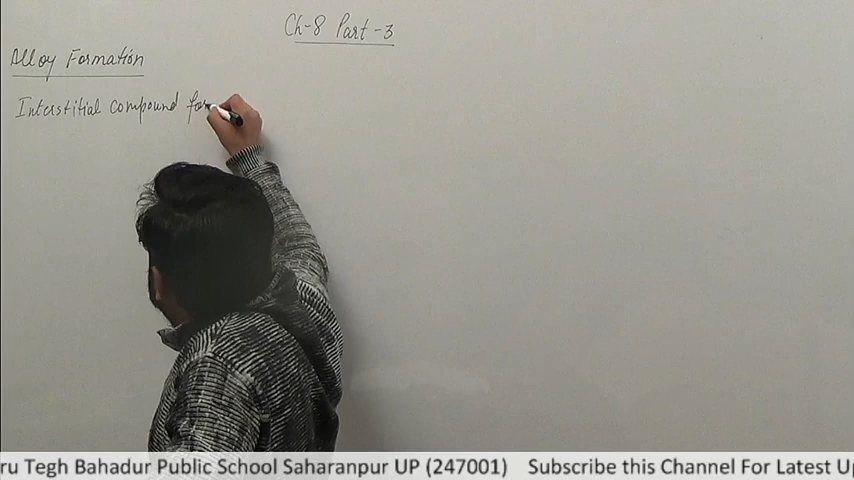 Ch-8 Part-3
Alloy Formation
Interstitial compound for
ru Tegh Bahadur Public School Saharanpur UP (247001) Subscribe this Channel For Latest U